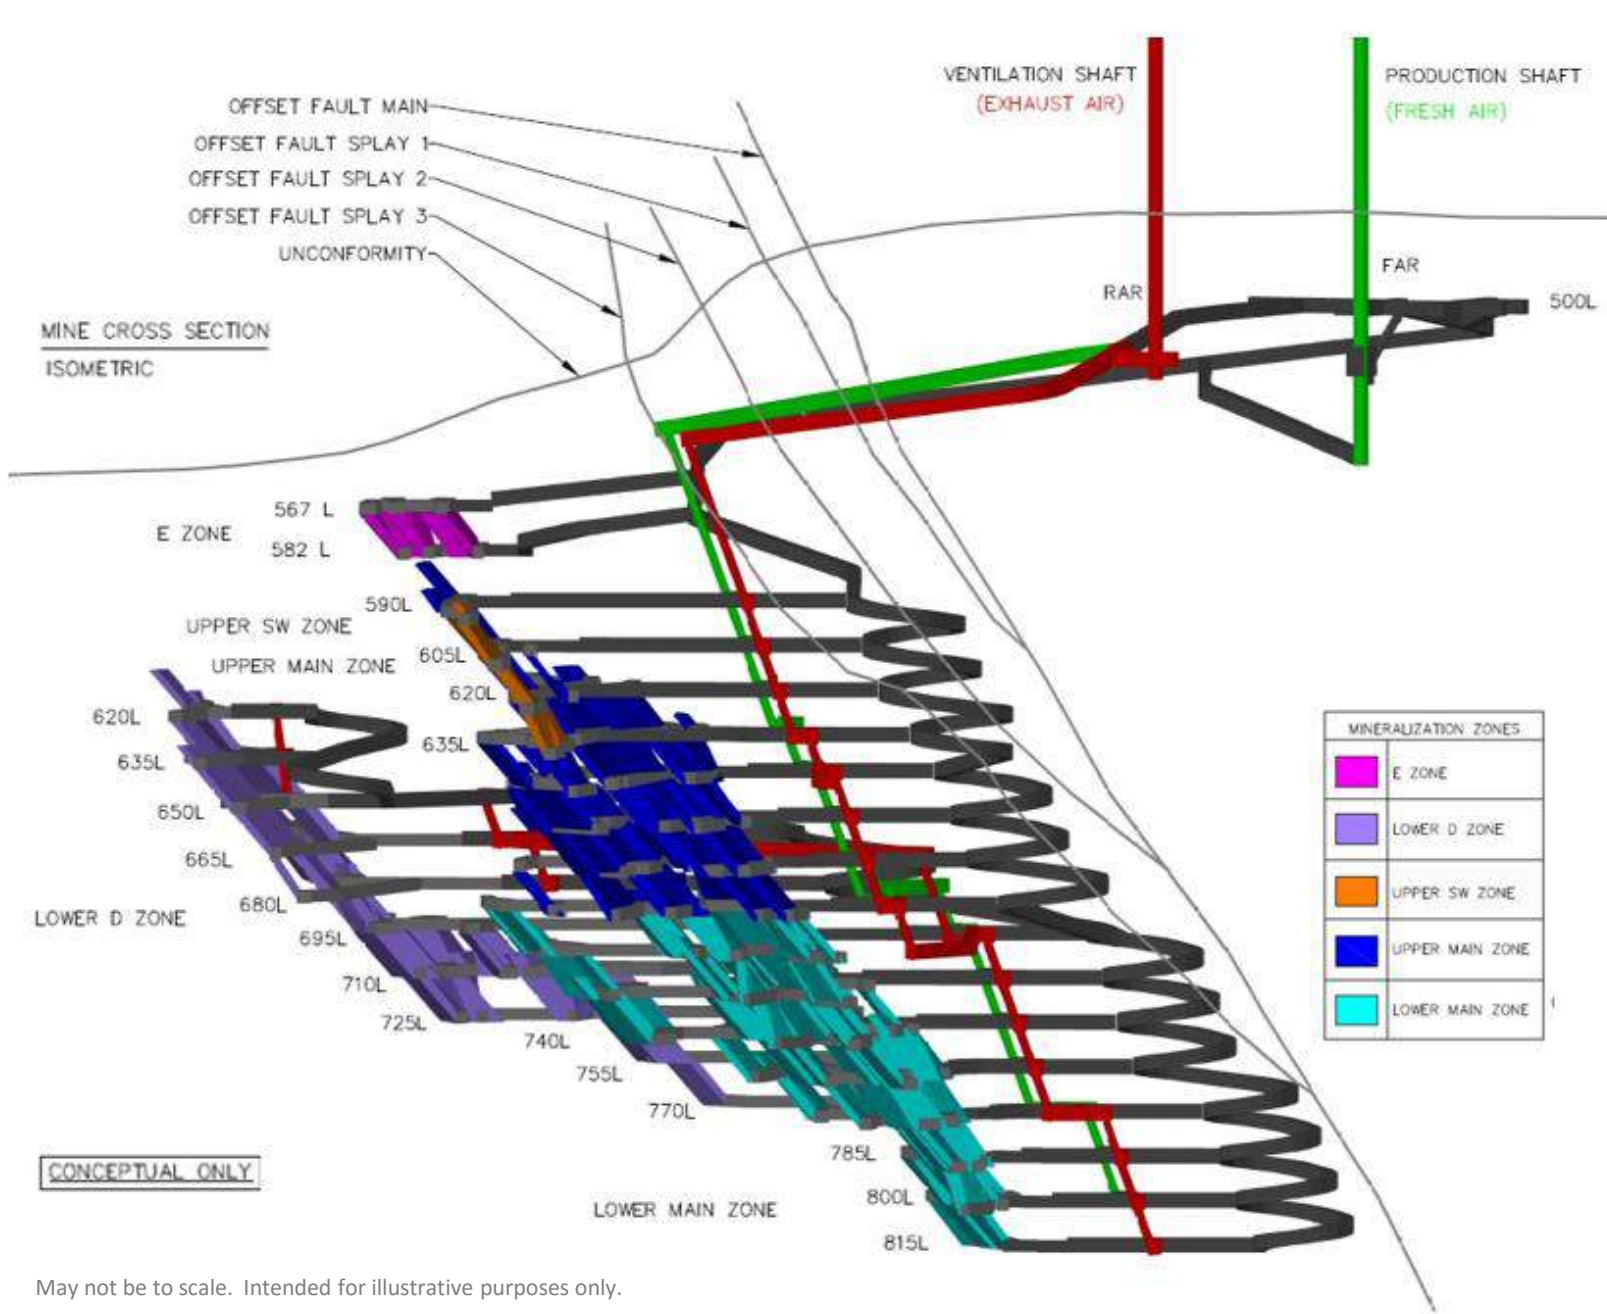 VENTILATION SHAFT
(EXHAUST AIR)
PRODUCTION SHAFT
(FRESH AIR)
OFFSET FAULT MAIN
OFFSET FAULT SPLAY 1
OFFSET FAULT SPLAY 2
OFFSET FAULT SPLAY 3
UNCONFORMITY
FAR
RAR
500L
MINE CROSS SECTION
ISOMETRIC
567 L
E ZONE
582 L
590L
UPPER SW ZONE
605L
UPPER MAIN ZONE
620L
620L
635L
635L
650L
665L
680L
LOWER D ZONE
695L
710L
725L
740L
755L
770L
785L
800L
815L
LOWER MAIN ZONE
MINERALIZATION ZONES
E ZONE
LOWER D ZONE
UPPER SW ZONE
UPPER MAIN ZONE
LOWER MAIN ZONE
CONCEPTUAL ONLY
May not be to scale. Intended for illustrative purposes only.